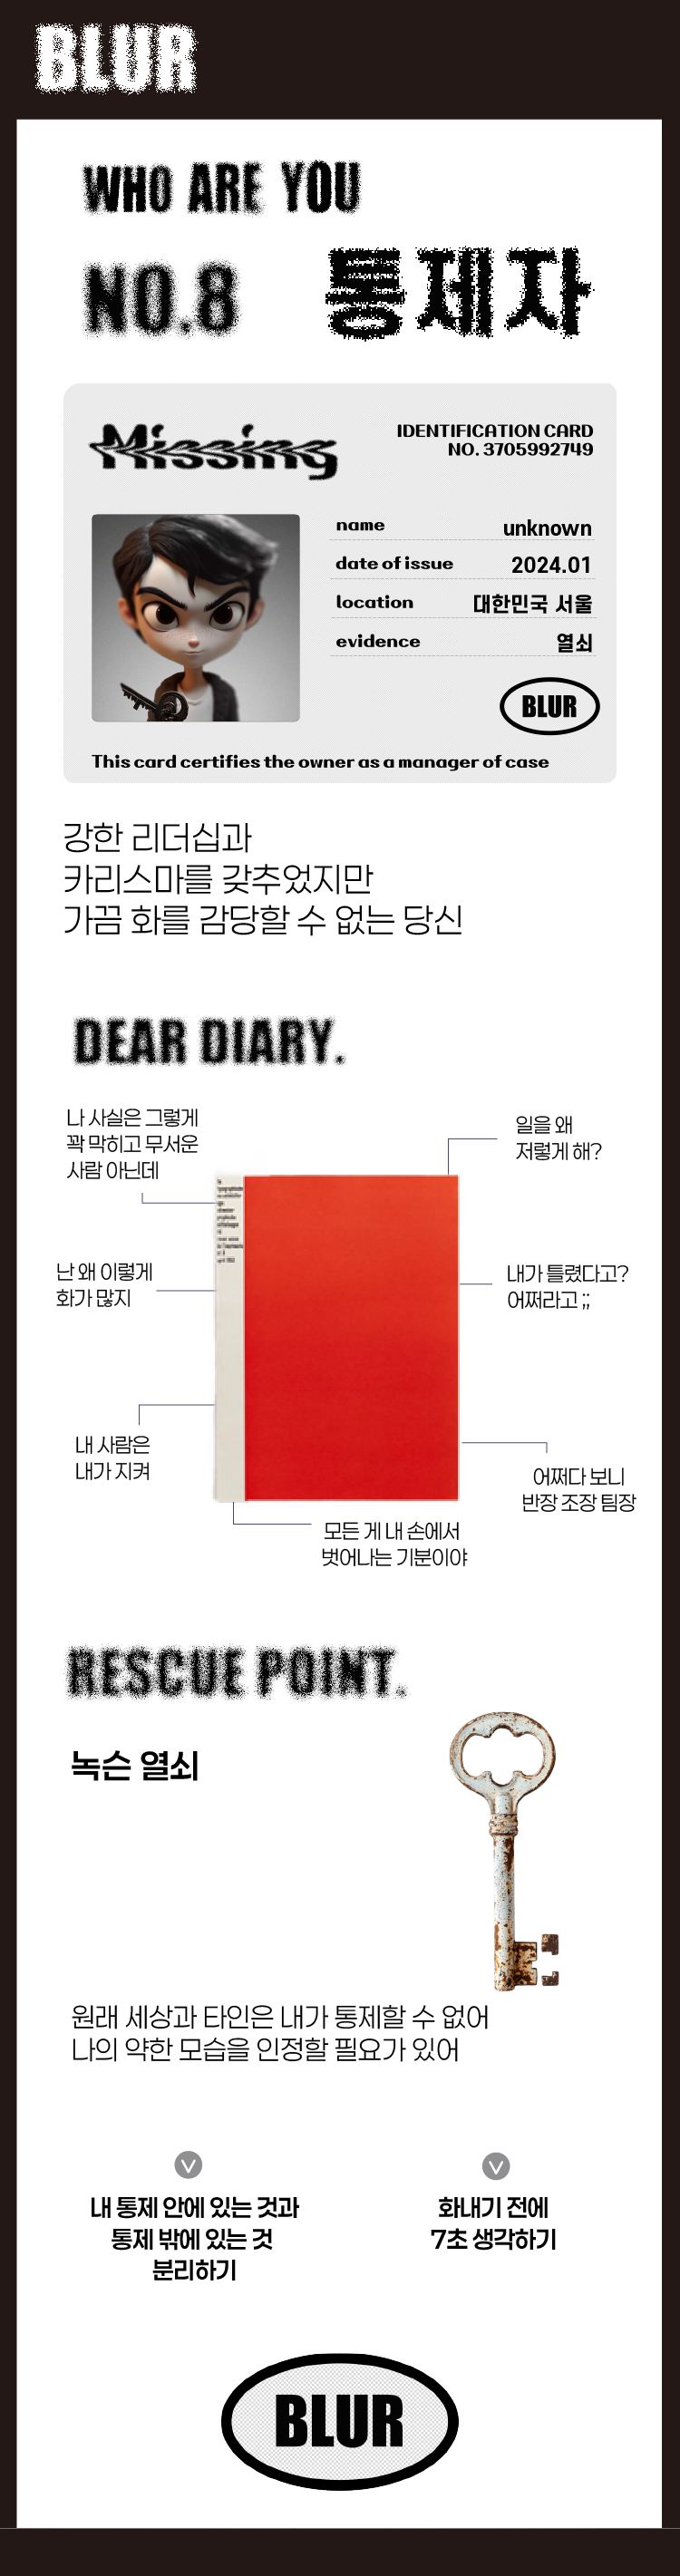 BLUR
WHO ARE YOU
NO.8 통제자
Missing
IDENTIFICATION CARD
NO. 3705992749
name unknown
date of issue 2024.01
location 대한민국 서울
evidence 열쇠
BLUR
This card certifies the owner as a manager of case
강한 리더십과
카리스마를 갖추었지만
가끔 화를 감당할 수 없는 당신
DEAR DIARY.
나 사실은 그렇게
꽉 막히고 무서운
사람 아닌데
일을 왜
저렇게 해?
난 왜 이렇게
화가 많지
내가 틀렸다고?
어쩌라고 ;;
내 사람은
내가 지켜
어쩌다 보니
반장 조장 팀장
모든 게 내 손에서
벗어나는 기분이야
RESCUE POINT.
녹슨 열쇠
원래 세상과 타인은 내가 통제할 수 없어
나의 약한 모습을 인정할 필요가 있어
내 통제 안에 있는 것과
통제 밖에 있는 것
분리하기
화내기 전에
7초 생각하기
BLUR